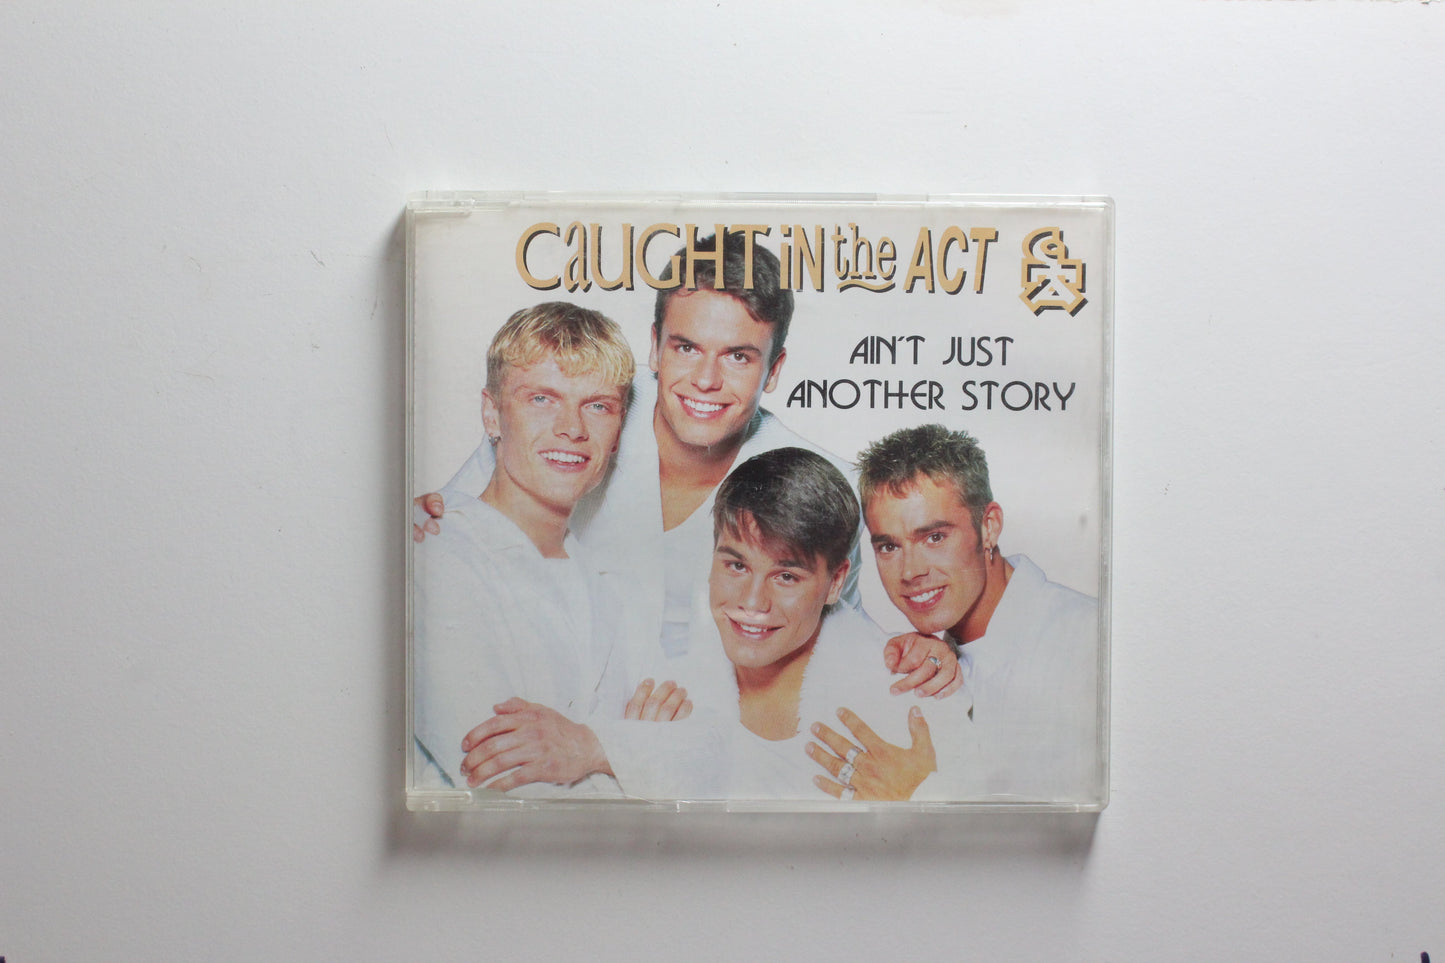 CaUGHT iN the ACT
AIN'T JUST
ANOTHER STORY